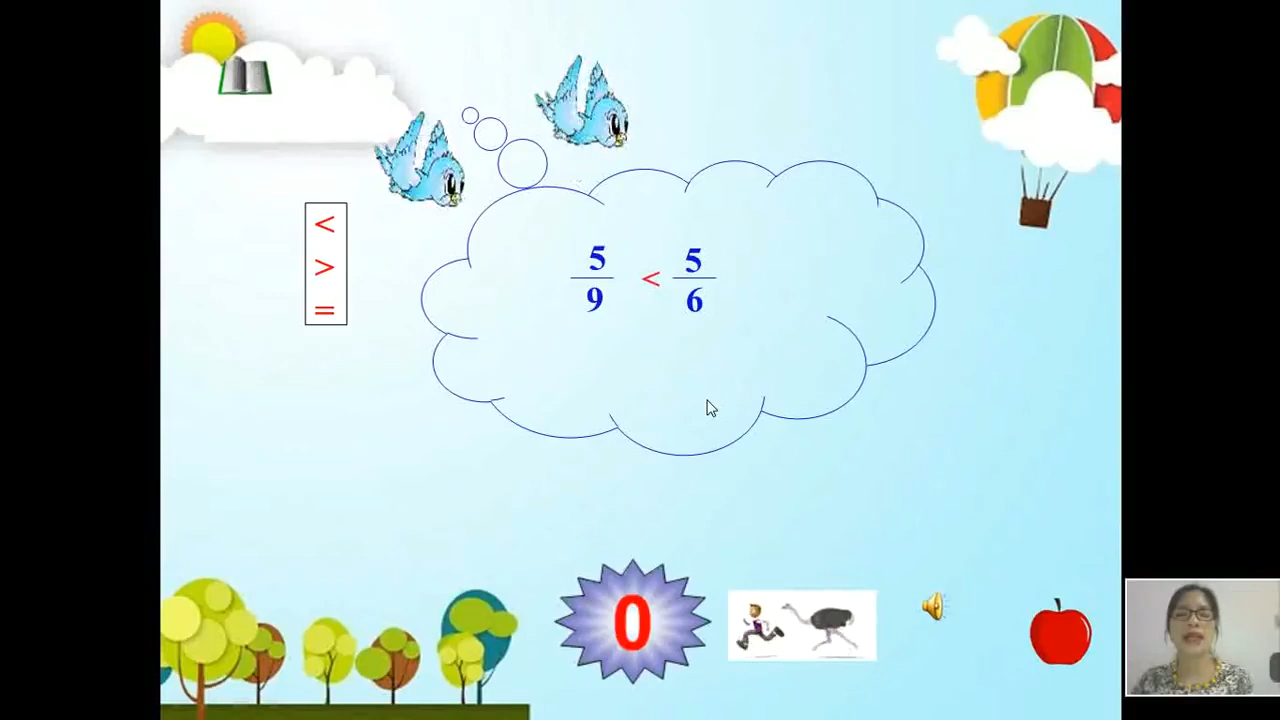 <
>
=
5/9 < 5/6
0